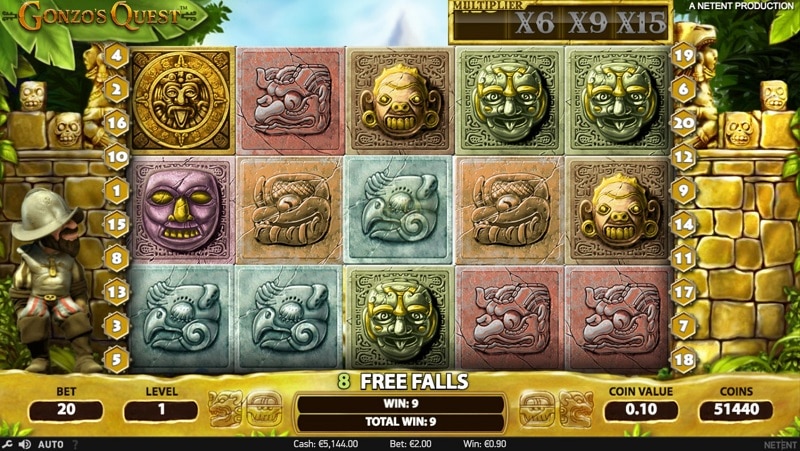 GONZO'S QUEST™
MULTIPLIER
X6 X9 X15
A NETENT PRODUCTION
4
2
16
10
1
15
8
13
3
5
19
6
20
12
9
14
11
17
7
18
8 FREE FALLS
BET
20
LEVEL
1
WIN: 9
TOTAL WIN: 9
COIN VALUE
0.10
COINS
51440
AUTO ?
Cash: €5,144.00 Bet: €2.00 Win: €0.90
NETENT